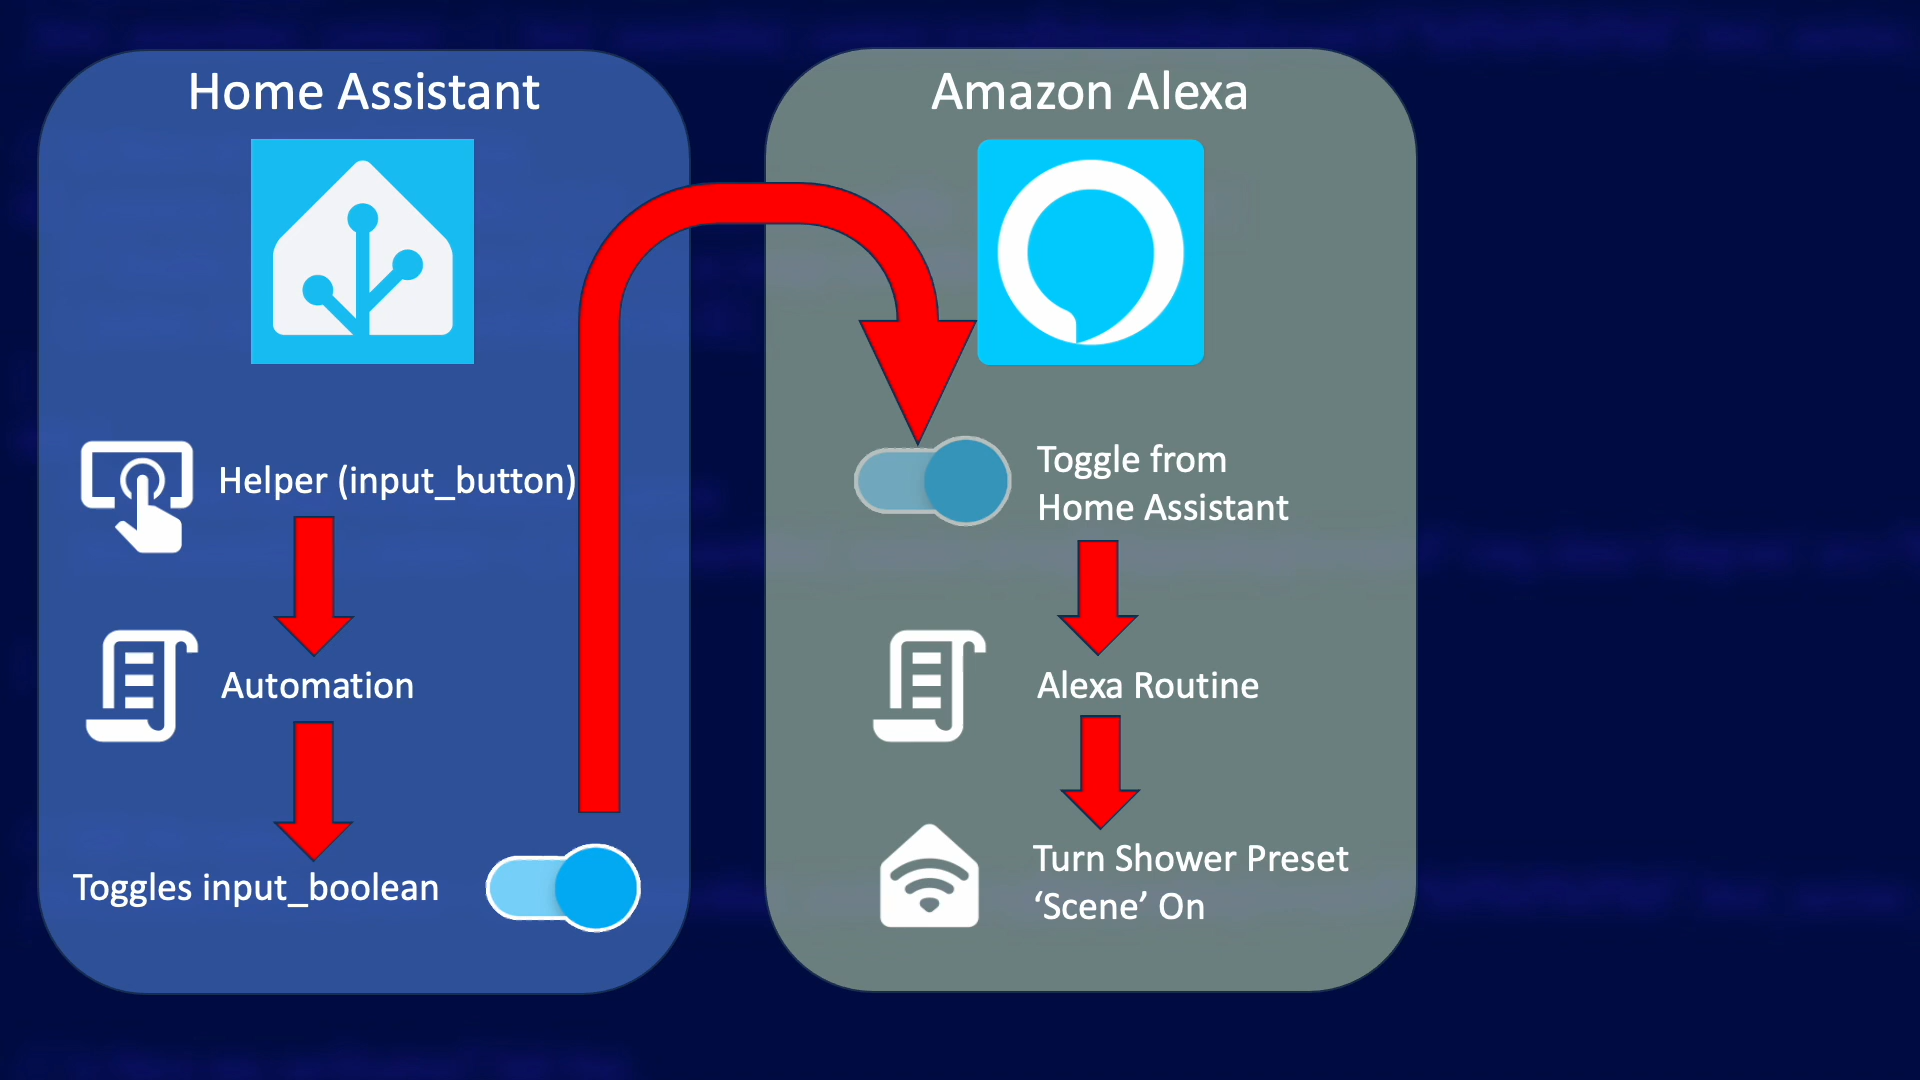 Home Assistant
Helper (input_button)
Automation
Toggles input_boolean
Amazon Alexa
Toggle from
Home Assistant
Alexa Routine
Turn Shower Preset
‘Scene’ On